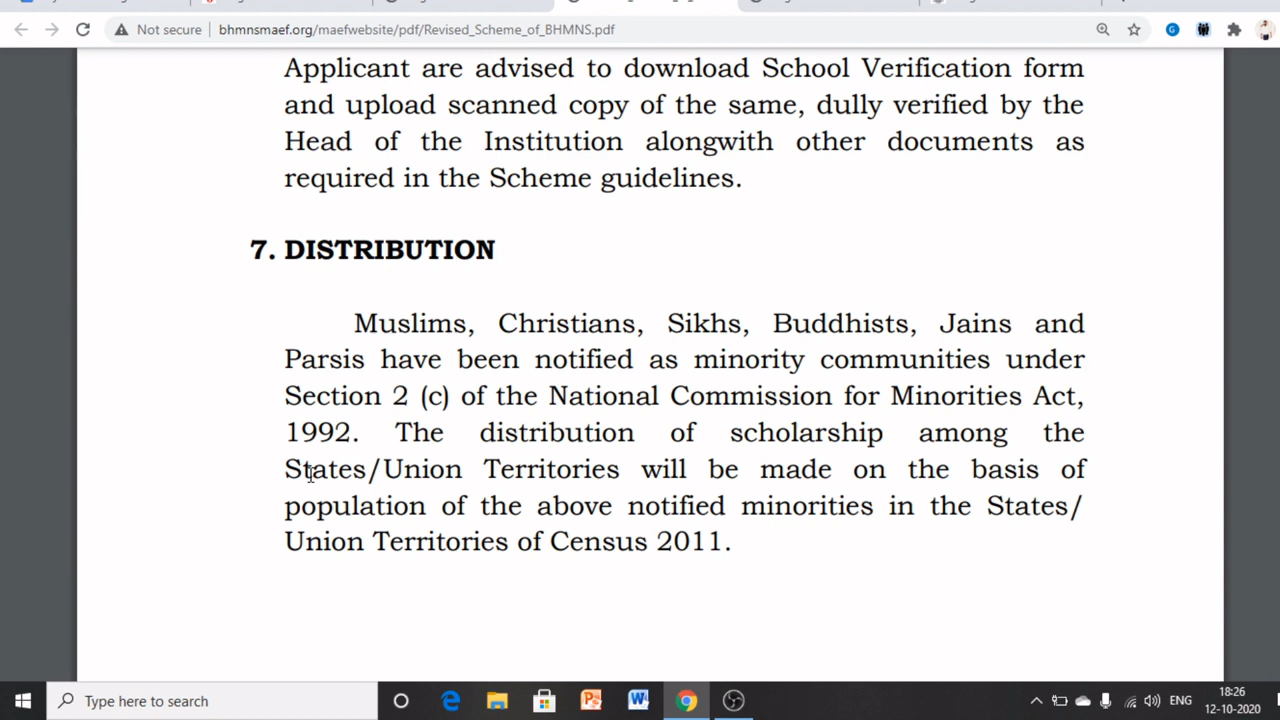 Not secure
bhmnsmaef.org/maefwebsite/pdf/Revised_Scheme_of_BHMNS.pdf
Applicant are advised to download School Verification form
and upload scanned copy of the same, dully verified by the
Head of the Institution alongwith other documents as
required in the Scheme guidelines.
7. DISTRIBUTION
Muslims, Christians, Sikhs, Buddhists, Jains and
Parsis have been notified as minority communities under
Section 2 (c) of the National Commission for Minorities Act,
1992. The distribution of scholarship among the
States/Union Territories will be made on the basis of
population of the above notified minorities in the States/
Union Territories of Census 2011.
Type here to search
ENG
18:26
12-10-2020